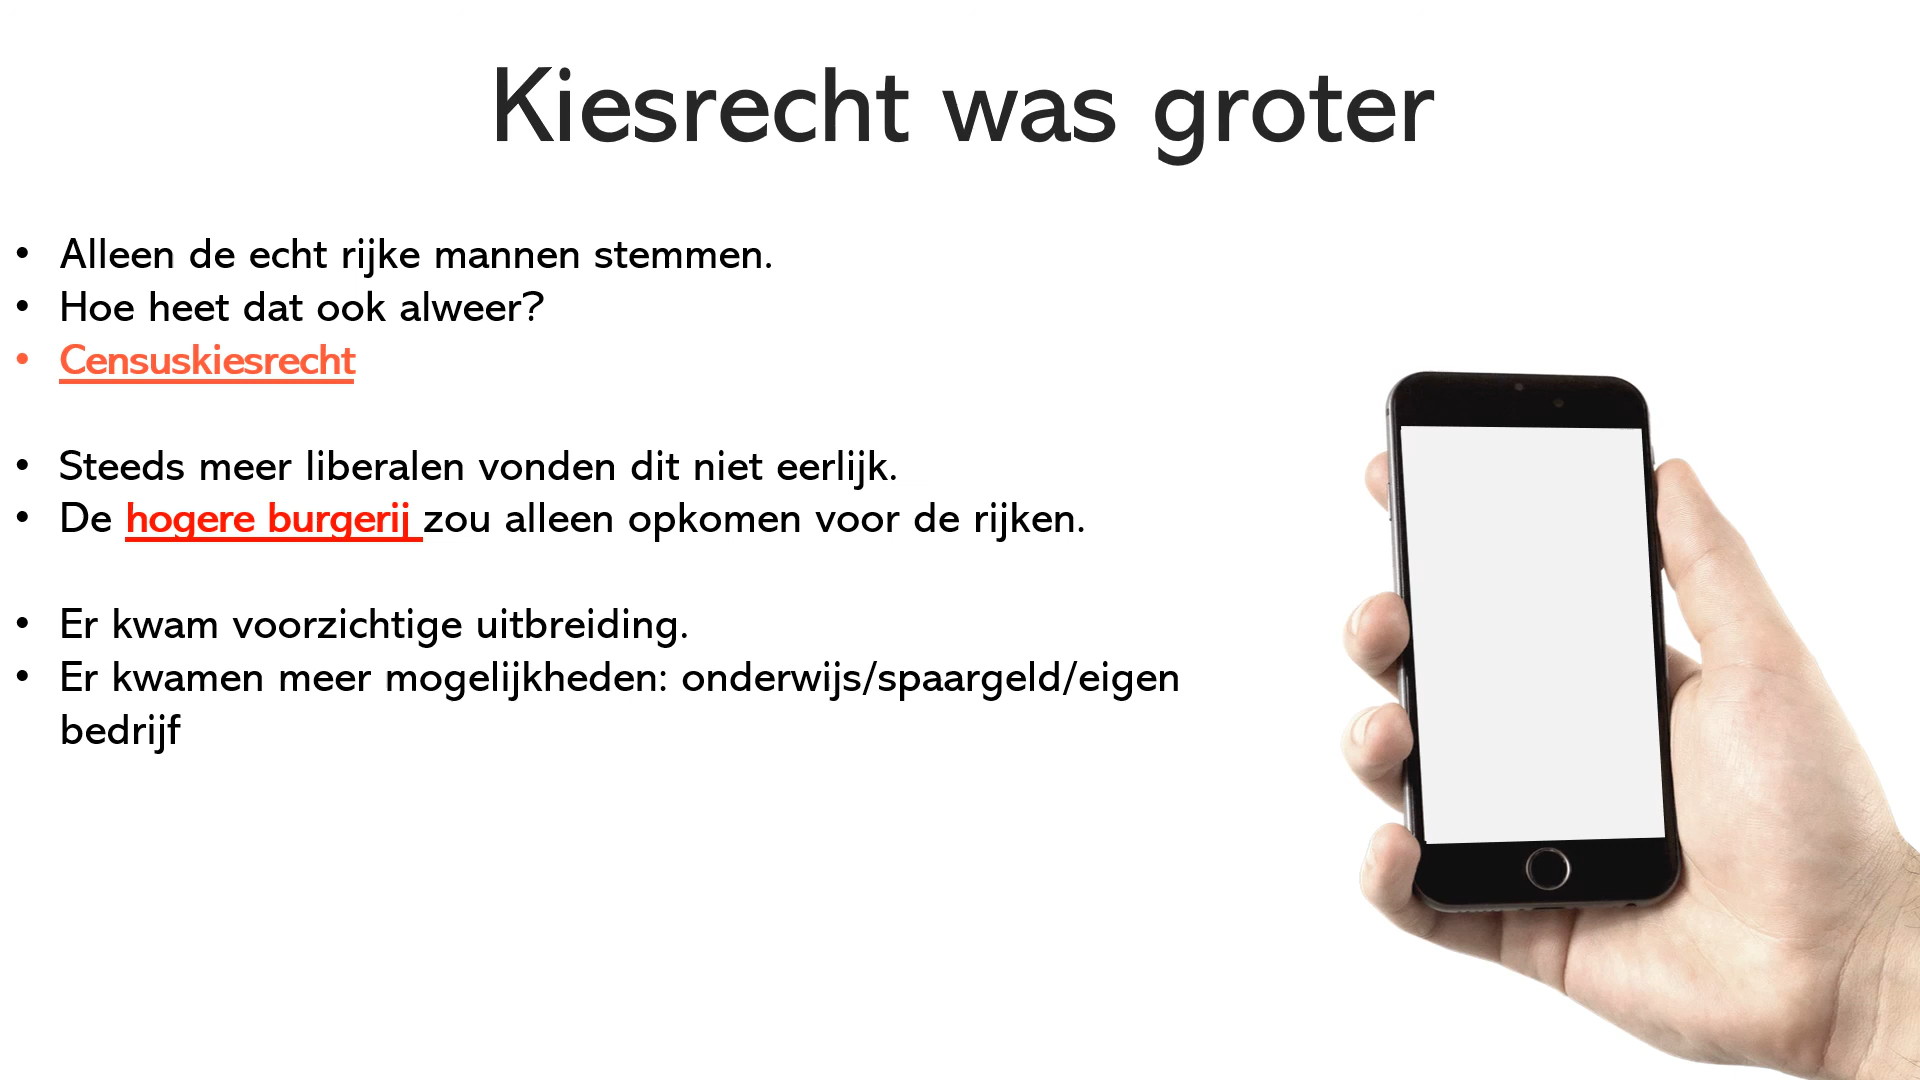 Kiesrecht was groter
• Alleen de echt rijke mannen stemmen.
• Hoe heet dat ook alweer?
• Censuskiesrecht
• Steeds meer liberalen vonden dit niet eerlijk.
• De hogere burgerij zou alleen opkomen voor de rijken.
• Er kwam voorzichtige uitbreiding.
• Er kwamen meer mogelijkheden: onderwijs/spaargeld/eigen
bedrijf